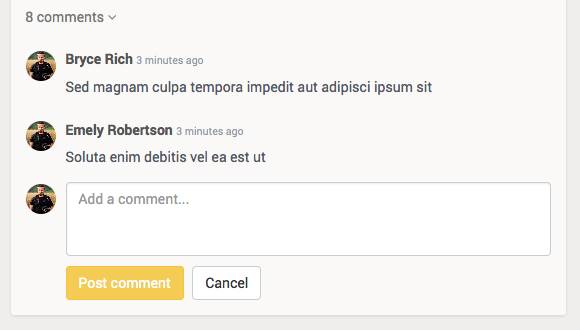 8 comments
Bryce Rich 3 minutes ago
Sed magnam culpa tempora impedit aut adipisci ipsum sit
Emely Robertson 3 minutes ago
Soluta enim debitis vel ea est ut
Add a comment...
Post comment Cancel